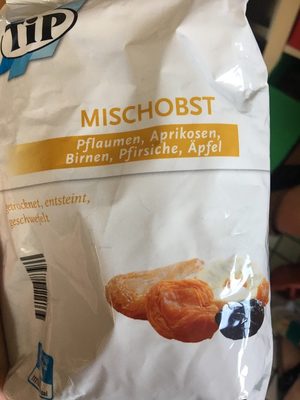 TiP
MISCHOBST
Pflaumen, Aprikosen,
Birnen, Pfirsiche, Äpfel
getrocknet, entsteint,
geschwefelt